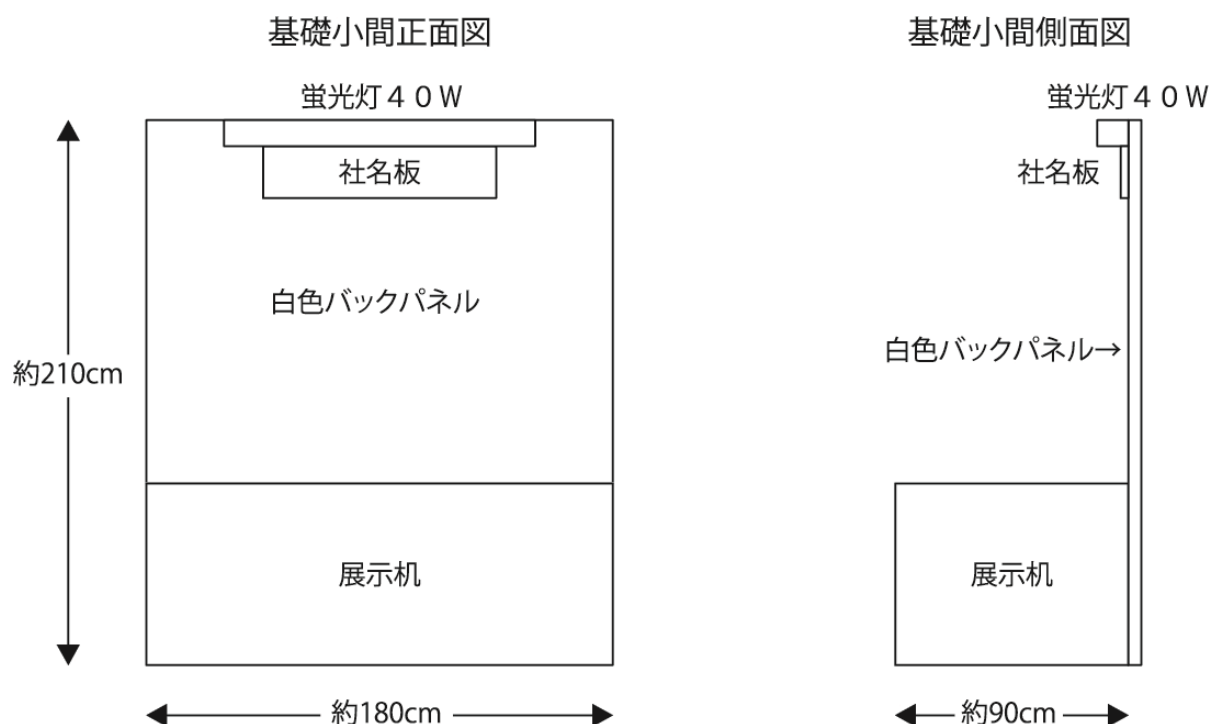 基礎小間正面図
蛍光灯４０W
社名板
白色バックパネル
約210cm
展示机
約180cm
基礎小間側面図
蛍光灯４０W
社名板
白色バックパネル→
展示机
約90cm